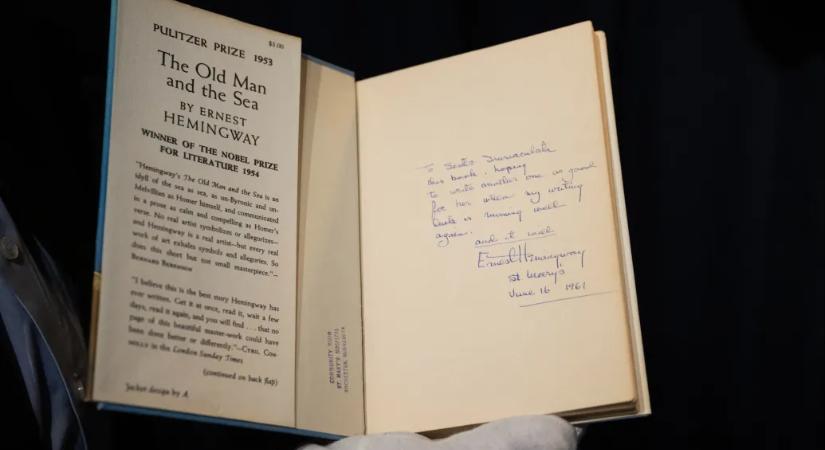 PULITZER PRIZE 1953
$3.00
The Old Man
and the Sea
BY ERNEST
HEMINGWAY
WINNER OF THE NOBEL PRIZE
FOR LITERATURE 1954
"Hemingway's The Old Man and the Sea is an
idyll of the sea as sea, as un-Byronic and un-
Melvillian as Homer himself, and communicated
in a prose as calm and compelling as Homer's
verse. No real artist symbolizes or allegorizes—
and Hemingway is a real artist—but every real
work of art exhales symbols and allegories. So
does this short but not small masterpiece."—
BERNARD BERENSON
"I believe this is the best story Hemingway has
ever written. Get it at once, read it, wait a few
days, read it again, and you will find . . . that no
page of this beautiful master-work could have
been done better or differently."—CYRIL CON-
NOLLY in the London Sunday Times
(continued on back flap)
Jacket design by A.
COMMUNITY ROOM
ST. MARY'S HOSPITAL
ROCHESTER, MINNESOTA
To Sister Immaculata
this book, hoping
to write another one as good
for her when my writing
luck is running well
again.
and it will
Ernest Hemingway
St. Mary's
June 16 1961